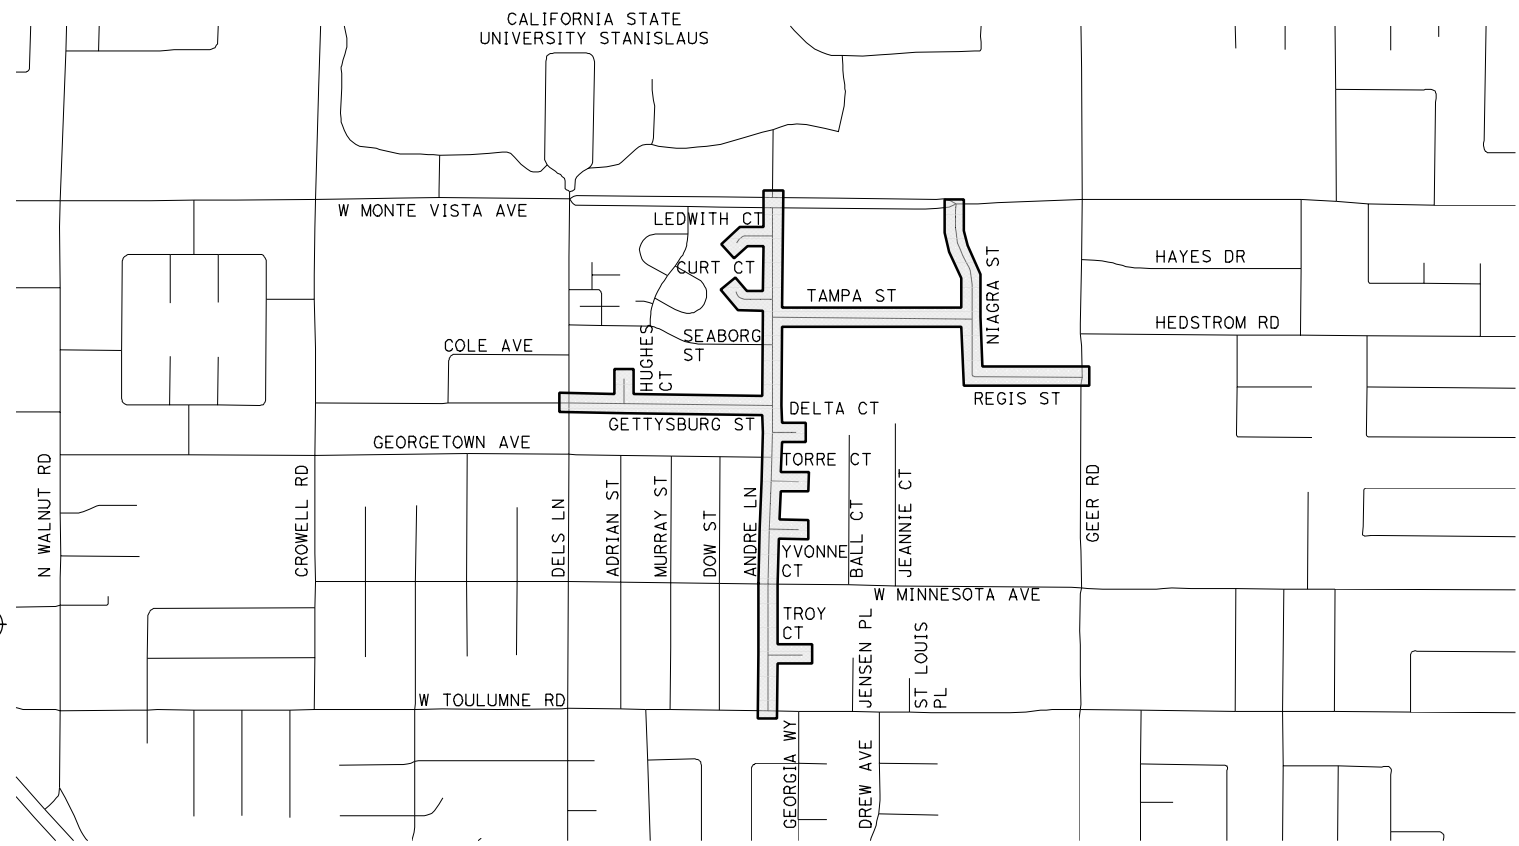 CALIFORNIA STATE
UNIVERSITY STANISLAUS
W MONTE VISTA AVE
LEDWITH CT
CURT CT
HAYES DR
TAMPA ST
NIAGRA ST
HEDSTROM RD
SEABORG
ST
COLE AVE
HUGHES
CT
REGIS ST
DELTA CT
GETTYSBURG ST
GEORGETOWN AVE
TORRE CT
N WALNUT RD
CROWELL RD
DELS LN
ADRIAN ST
MURRAY ST
DOW ST
ANDRE LN
BALL CT
JEANNIE CT
GEER RD
YVONNE
CT
W MINNESOTA AVE
TROY
CT
JENSEN PL
ST LOUIS
PL
W TOULUMNE RD
GEORGIA WY
DREW AVE